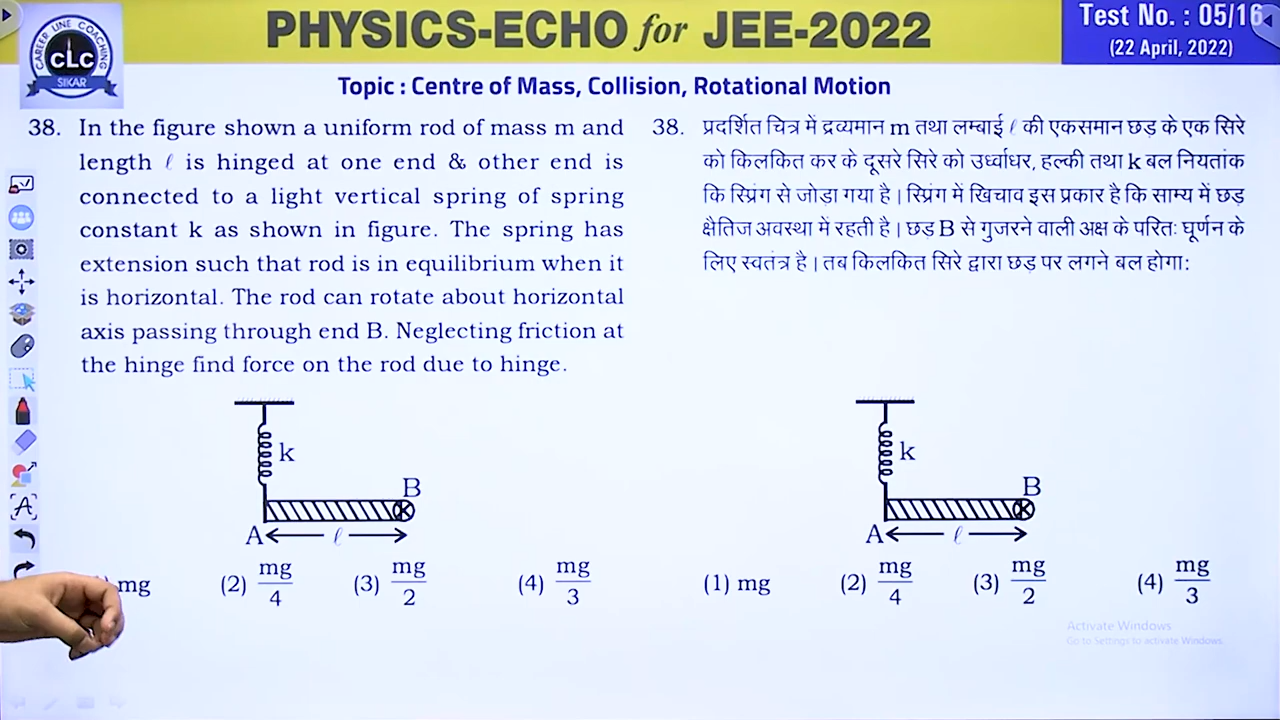 PHYSICS-ECHO for JEE-2022
Test No. : 05/16
(22 April, 2022)
CAREER LINE COACHING
CLC
SIKAR
Topic : Centre of Mass, Collision, Rotational Motion
38. In the figure shown a uniform rod of mass m and
length ℓ is hinged at one end & other end is
connected to a light vertical spring of spring
constant k as shown in figure. The spring has
extension such that rod is in equilibrium when it
is horizontal. The rod can rotate about horizontal
axis passing through end B. Neglecting friction at
the hinge find force on the rod due to hinge.
k
B
A ℓ
mg (2) mg/4 (3) mg/2 (4) mg/3
38. प्रदर्शित चित्र में द्रव्यमान m तथा लम्बाई ℓ की एकसमान छड़ के एक सिरे
को किलकित कर के दूसरे सिरे को उर्ध्वाधर, हल्की तथा k बल नियतांक
कि स्प्रिंग से जोड़ा गया है। स्प्रिंग में खिचाव इस प्रकार है कि साम्य में छड़
क्षैतिज अवस्था में रहती है। छड़ B से गुजरने वाली अक्ष के परितः घूर्णन के
लिए स्वतंत्र है। तब किलकित सिरे द्वारा छड़ पर लगने बल होगा:
k
B
A ℓ
(1) mg (2) mg/4 (3) mg/2 (4) mg/3
Activate Windows
Go to Settings to activate Windows.